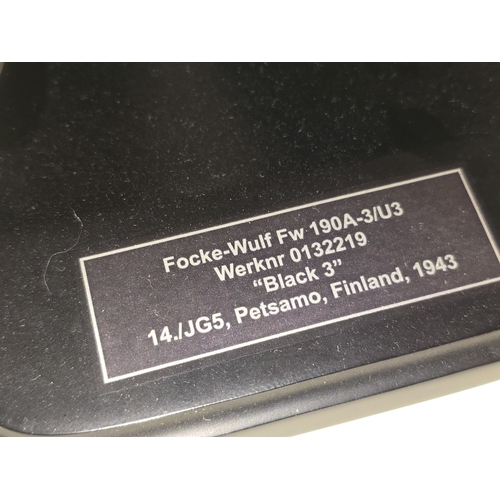 Focke-Wulf Fw 190A-3/U3
Werknr 0132219
“Black 3”
14./JG5, Petsamo, Finland, 1943